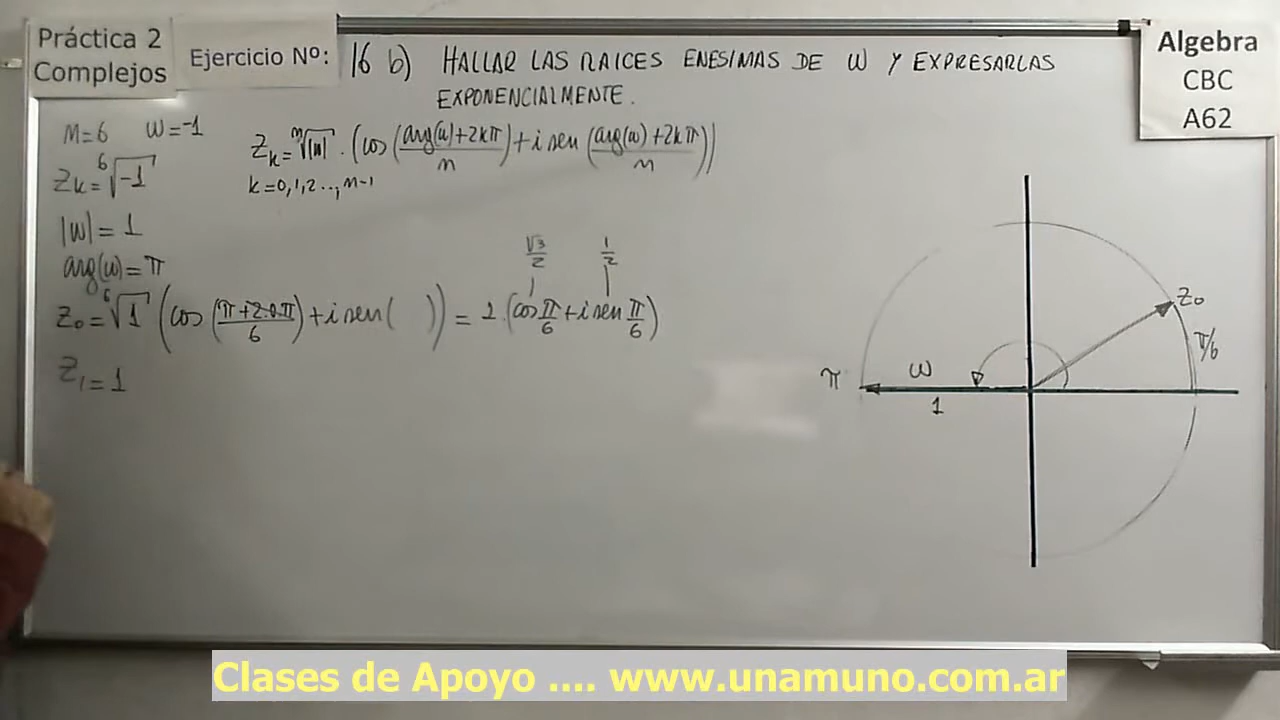 Práctica 2
Complejos
Ejercicio Nº: 16 b) HALLAR LAS RAICES ENESIMAS DE W Y EXPRESARLAS
EXPONENCIALMENTE.
Algebra
CBC
A62
M=6 W=-1
Z_K = ⁶√-1
Z_K = ⁿ√|w| . (cos (arg(w)+2kπ / n) + i sen (arg(w)+2kπ / n))
k=0,1,2..,n-1
|w| = 1
arg(w) = π
√3/2 1/2
Z₀ = ⁶√1 (cos (π+2.0.π / 6) + i sen ( )) = 2 . (cos π/6 + i sen π/6)
Z₁ = 1
Z₀
π/6
π
W
1
Clases de Apoyo .... www.unamuno.com.ar